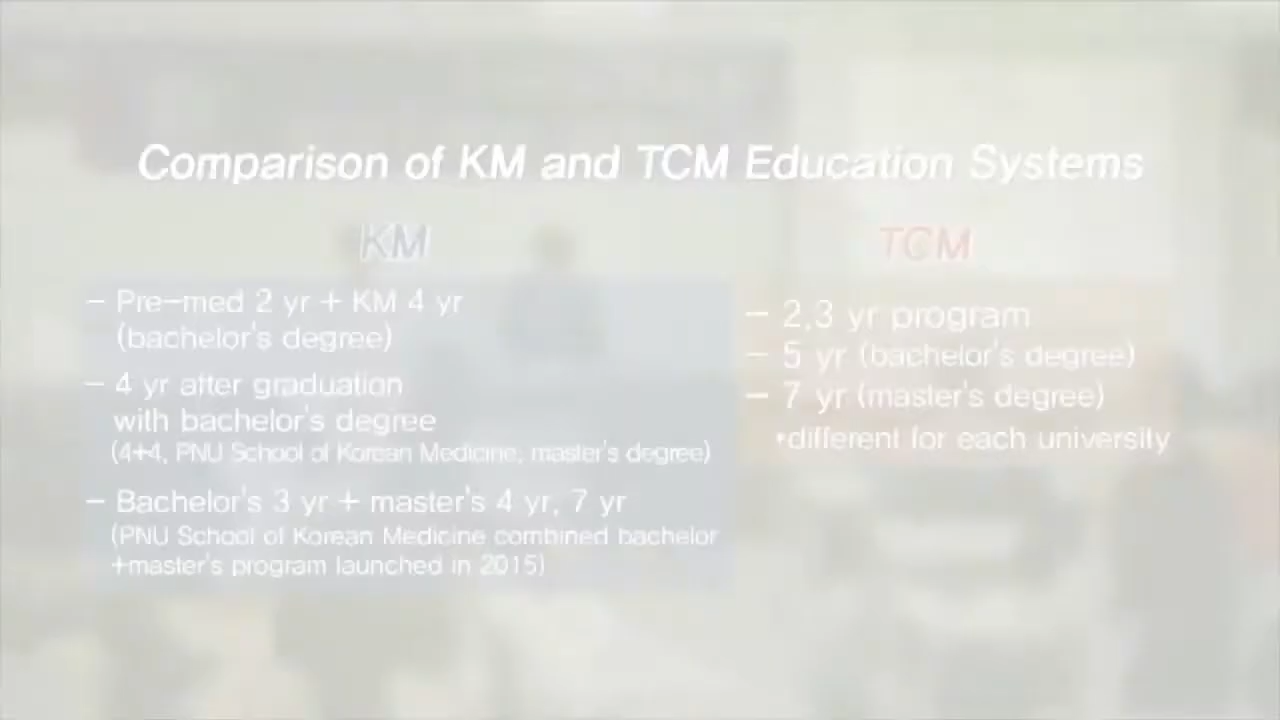 Comparison of KM and TCM Education Systems
KM
- Pre-med 2 yr + KM 4 yr
(bachelor's degree)
- 4 yr after graduation
with bachelor's degree
(4+4, PNU School of Korean Medicine; master's degree)
- Bachelor's 3 yr + master's 4 yr, 7 yr
(PNU School of Korean Medicine combined bachelor
+master's program launched in 2015)
TCM
- 2,3 yr program
- 5 yr (bachelor's degree)
- 7 yr (master's degree)
*different for each university